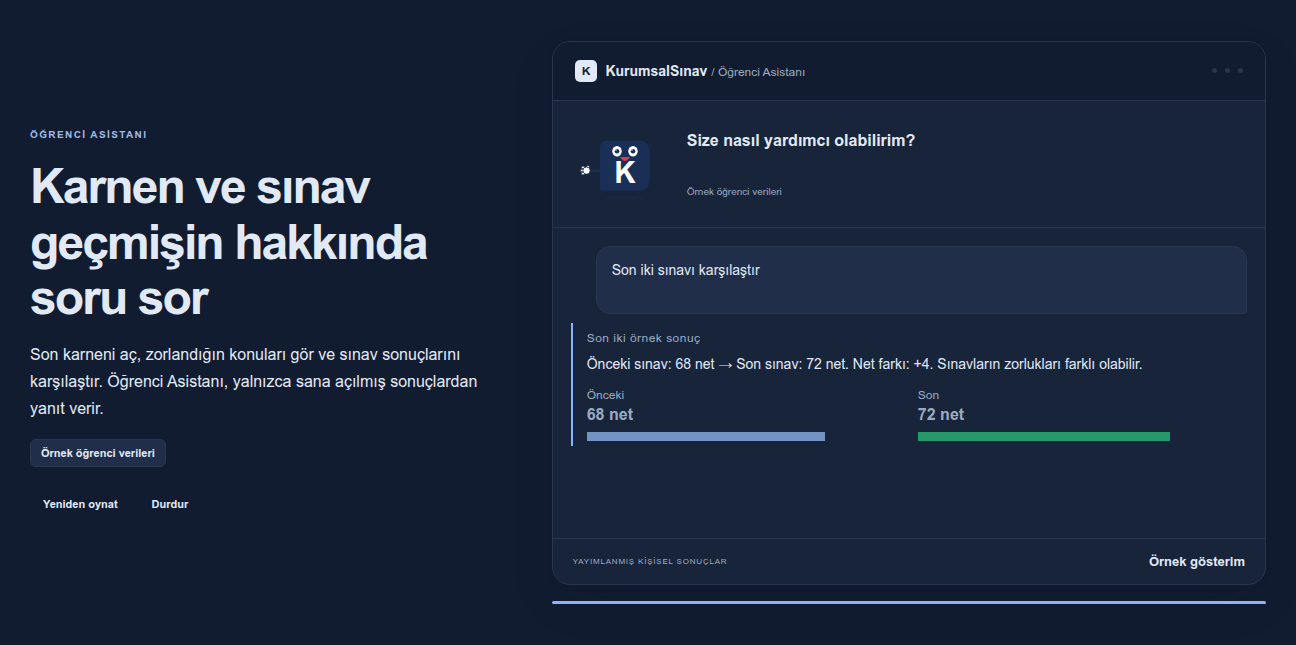 ÖĞRENCİ ASİSTANI
Karnen ve sınav
geçmişin hakkında
soru sor
Son karneni aç, zorlandığın konuları gör ve sınav sonuçlarını
karşılaştır. Öğrenci Asistanı, yalnızca sana açılmış sonuçlardan
yanıt verir.
Örnek öğrenci verileri
Yeniden oynat
Durdur
K KurumsalSınav / Öğrenci Asistanı
K
Size nasıl yardımcı olabilirim?
Örnek öğrenci verileri
Son iki sınavı karşılaştır
Son iki örnek sonuç
Önceki sınav: 68 net → Son sınav: 72 net. Net farkı: +4. Sınavların zorlukları farklı olabilir.
Önceki
68 net
Son
72 net
YAYIMLANMIŞ KİŞİSEL SONUÇLAR
Örnek gösterim